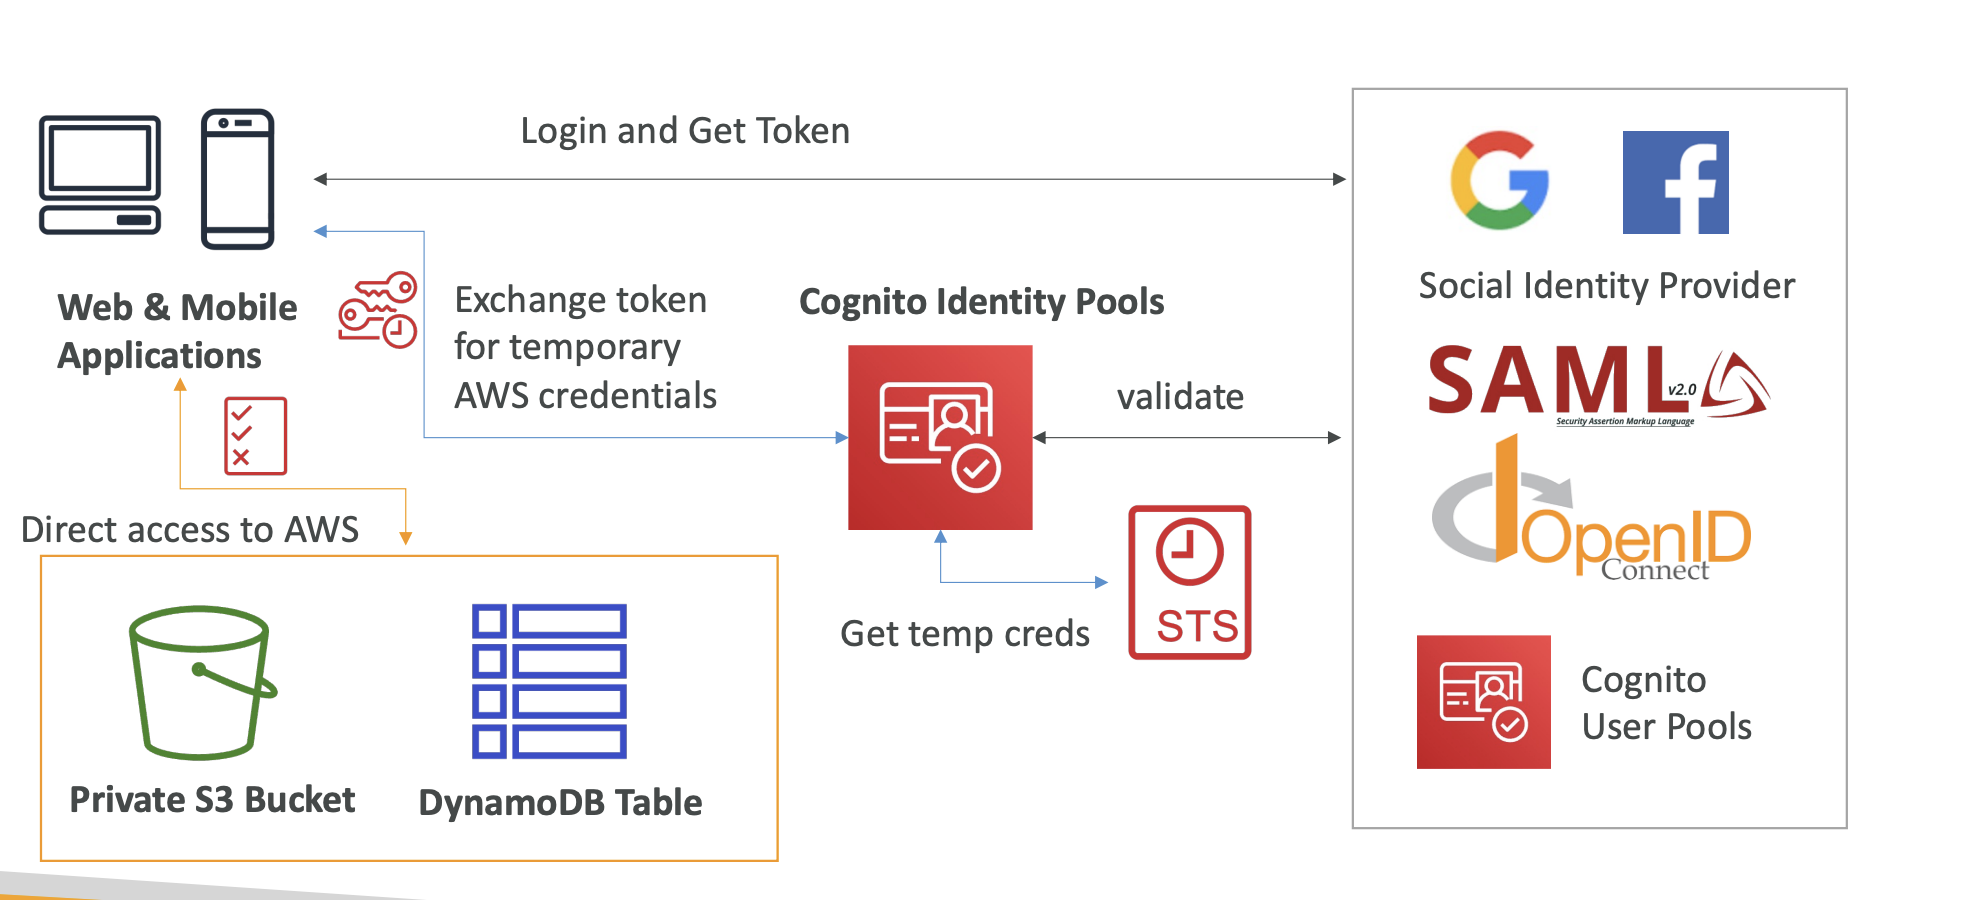 Login and Get Token
Web & Mobile
Applications
Exchange token
for temporary
AWS credentials
Cognito Identity Pools
validate
Social Identity Provider
SAML v2.0
Security Assertion Markup Language
OpenID
Connect
Direct access to AWS
STS
Get temp creds
Cognito
User Pools
Private S3 Bucket
DynamoDB Table